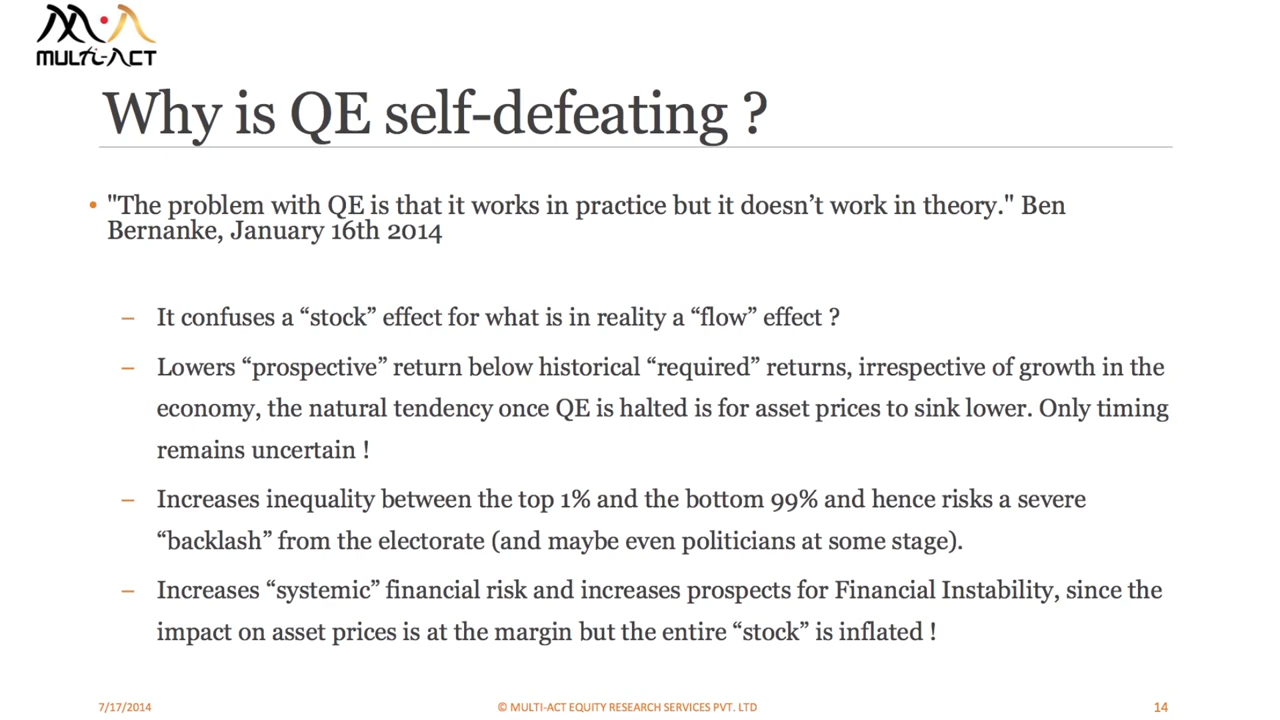 MULTI-ACT
Why is QE self-defeating ?
• "The problem with QE is that it works in practice but it doesn’t work in theory." Ben
Bernanke, January 16th 2014
– It confuses a “stock” effect for what is in reality a “flow” effect ?
– Lowers “prospective” return below historical “required” returns, irrespective of growth in the
economy, the natural tendency once QE is halted is for asset prices to sink lower. Only timing
remains uncertain !
– Increases inequality between the top 1% and the bottom 99% and hence risks a severe
“backlash” from the electorate (and maybe even politicians at some stage).
– Increases “systemic” financial risk and increases prospects for Financial Instability, since the
impact on asset prices is at the margin but the entire “stock” is inflated !
7/17/2014
© MULTI-ACT EQUITY RESEARCH SERVICES PVT. LTD
14